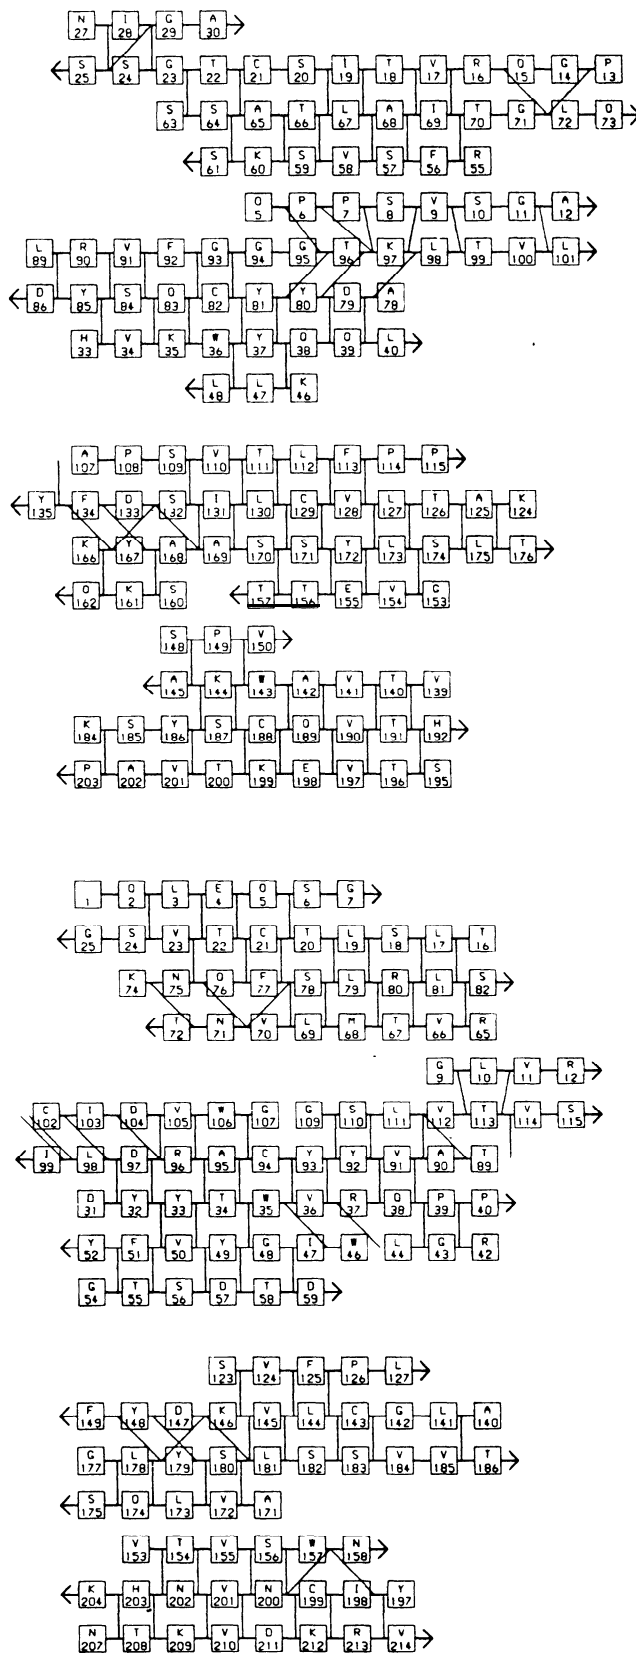 N I G A
27 28 29 30
S S G T C S I T V R Q G P
25 24 23 22 21 20 19 18 17 16 15 14 13
S S A T L A I T G L Q
63 64 65 66 67 68 69 70 71 72 73
S K S V S F R
61 60 59 58 57 56 55
Q P P S V S G A
5 6 7 8 9 10 11 12
L R V F G G G T K L T V L
89 90 91 92 93 94 95 96 97 98 99 100 101
D Y S Q C Y Y D A
86 85 84 83 82 81 80 79 78
H V K W Y Q Q L
33 34 35 36 37 38 39 40
L L K
48 47 46
A P S V T L F P P
107 108 109 110 111 112 113 114 115
Y F D S I L C V L T A K
135 134 133 132 131 130 129 128 127 126 125 124
K Y A A S S Y L S L T
166 167 168 169 170 171 172 173 174 175 176
Q K S T T E V G
162 161 160 157 156 155 154 153
S P V
148 149 150
A K W A V T V
145 144 143 142 141 140 139
K S Y S C Q V T H
184 185 186 187 188 189 190 191 192
P A V T K E V T S
203 202 201 200 199 198 197 196 195
Q L E Q S G
1 2 3 4 5 6 7
G S V T C T L S L T
25 24 23 22 21 20 19 18 17 16
K N Q F S L R L S
74 75 76 77 78 79 80 81 82
T N V L M T V R
72 71 70 69 68 67 66 65
G L V R
9 10 11 12
C I D V W G G S L V T V S
102 103 104 105 106 107 109 110 111 112 113 114 115
I L D R A C Y Y V A T
99 98 97 96 95 94 93 92 91 90 89
D Y Y T W V R Q P P
31 32 33 34 35 36 37 38 39 40
Y F V Y G I W L G R
52 51 50 49 48 47 46 44 43 42
G T S D T D
54 55 56 57 58 59
S V F P L
123 124 125 126 127
F Y D K V L C G L A
149 148 147 146 145 144 143 142 141 140
G L Y S L S S V V T
177 178 179 180 181 182 183 184 185 186
S Q L V A
175 174 173 172 171
V T V S W N
153 154 155 156 157 158
K H N V N C I Y
204 203 202 201 200 199 198 197
N T K V D K R V
207 208 209 210 211 212 213 214